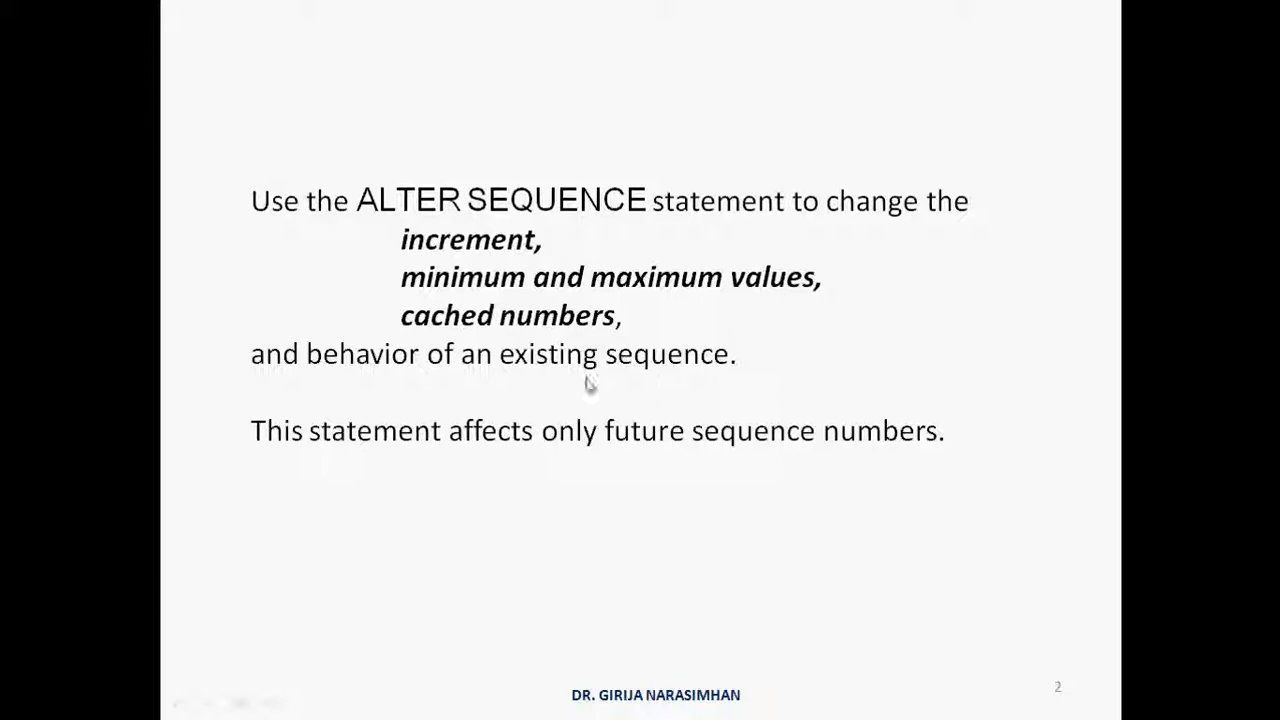 Use the ALTER SEQUENCE statement to change the
increment,
minimum and maximum values,
cached numbers,
and behavior of an existing sequence.
This statement affects only future sequence numbers.
DR. GIRIJA NARASIMHAN
2